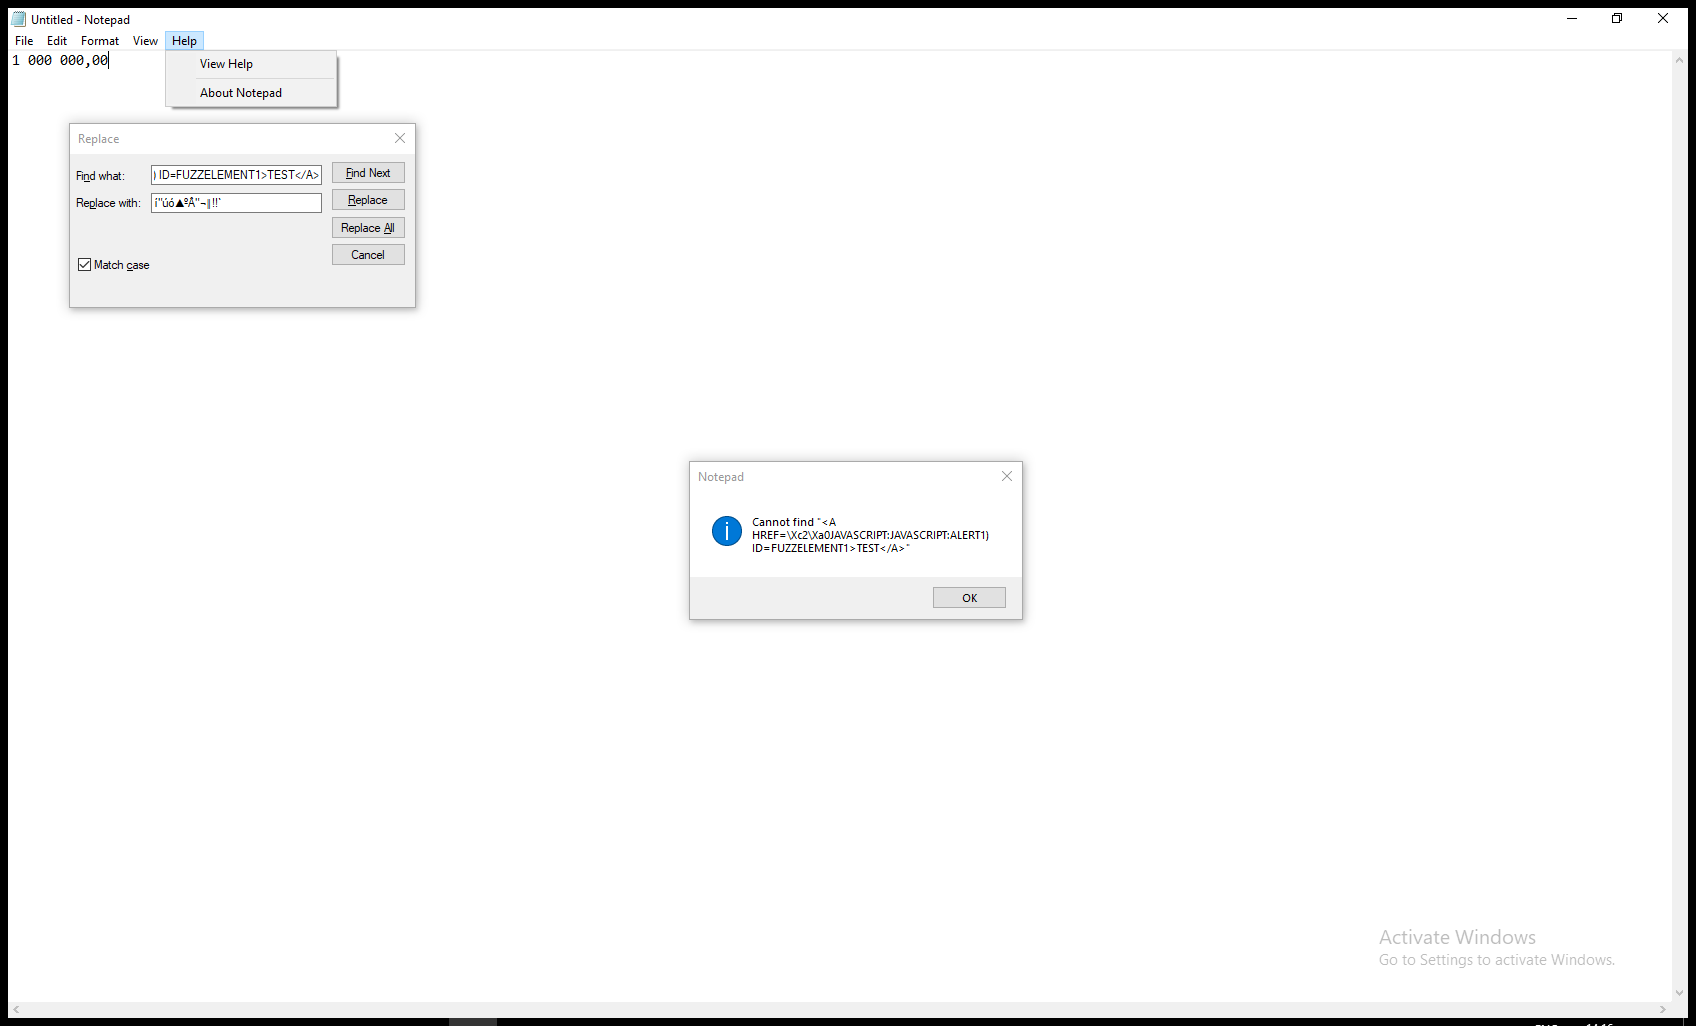 Untitled - Notepad
File Edit Format View Help
1 000 000,00
View Help
About Notepad
Replace
Find what: ) ID=FUZZELEMENT1>TEST</A> Find Next
Replace with: í"úó▲ºÅ"¬‖!!` Replace
Replace All
Cancel
Match case
Notepad
Cannot find "<A
HREF=\Xc2\Xa0JAVASCRIPT:JAVASCRIPT:ALERT1)
ID=FUZZELEMENT1>TEST</A>"
OK
Activate Windows
Go to Settings to activate Windows.